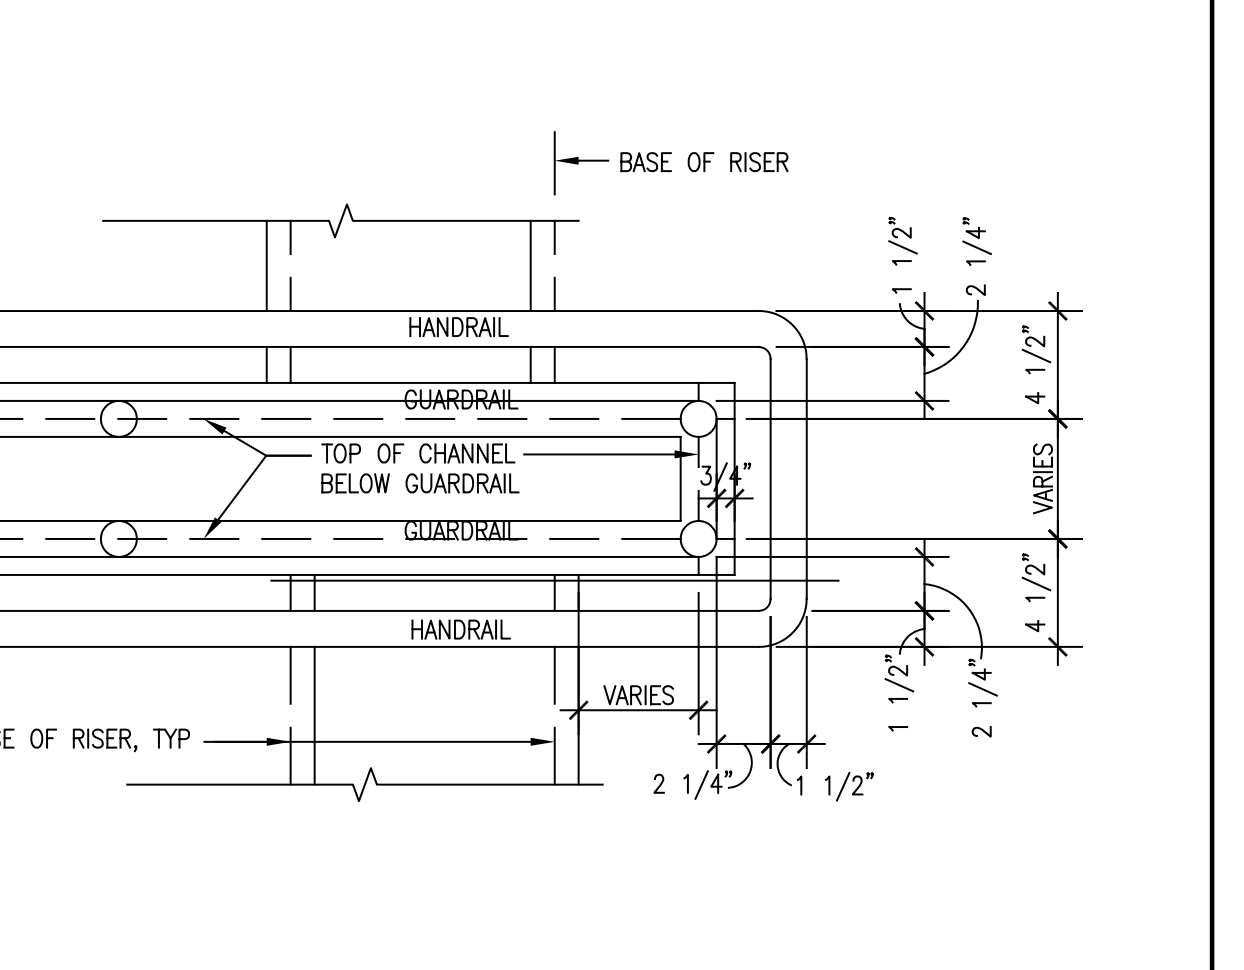 BASE OF RISER
1 1/2"
2 1/4"
HANDRAIL
4 1/2"
GUARDRAIL
TOP OF CHANNEL
BELOW GUARDRAIL
3/4"
VARIES
GUARDRAIL
4 1/2"
HANDRAIL
1 1/2"
2 1/4"
VARIES
SE OF RISER, TYP
2 1/4"
1 1/2"